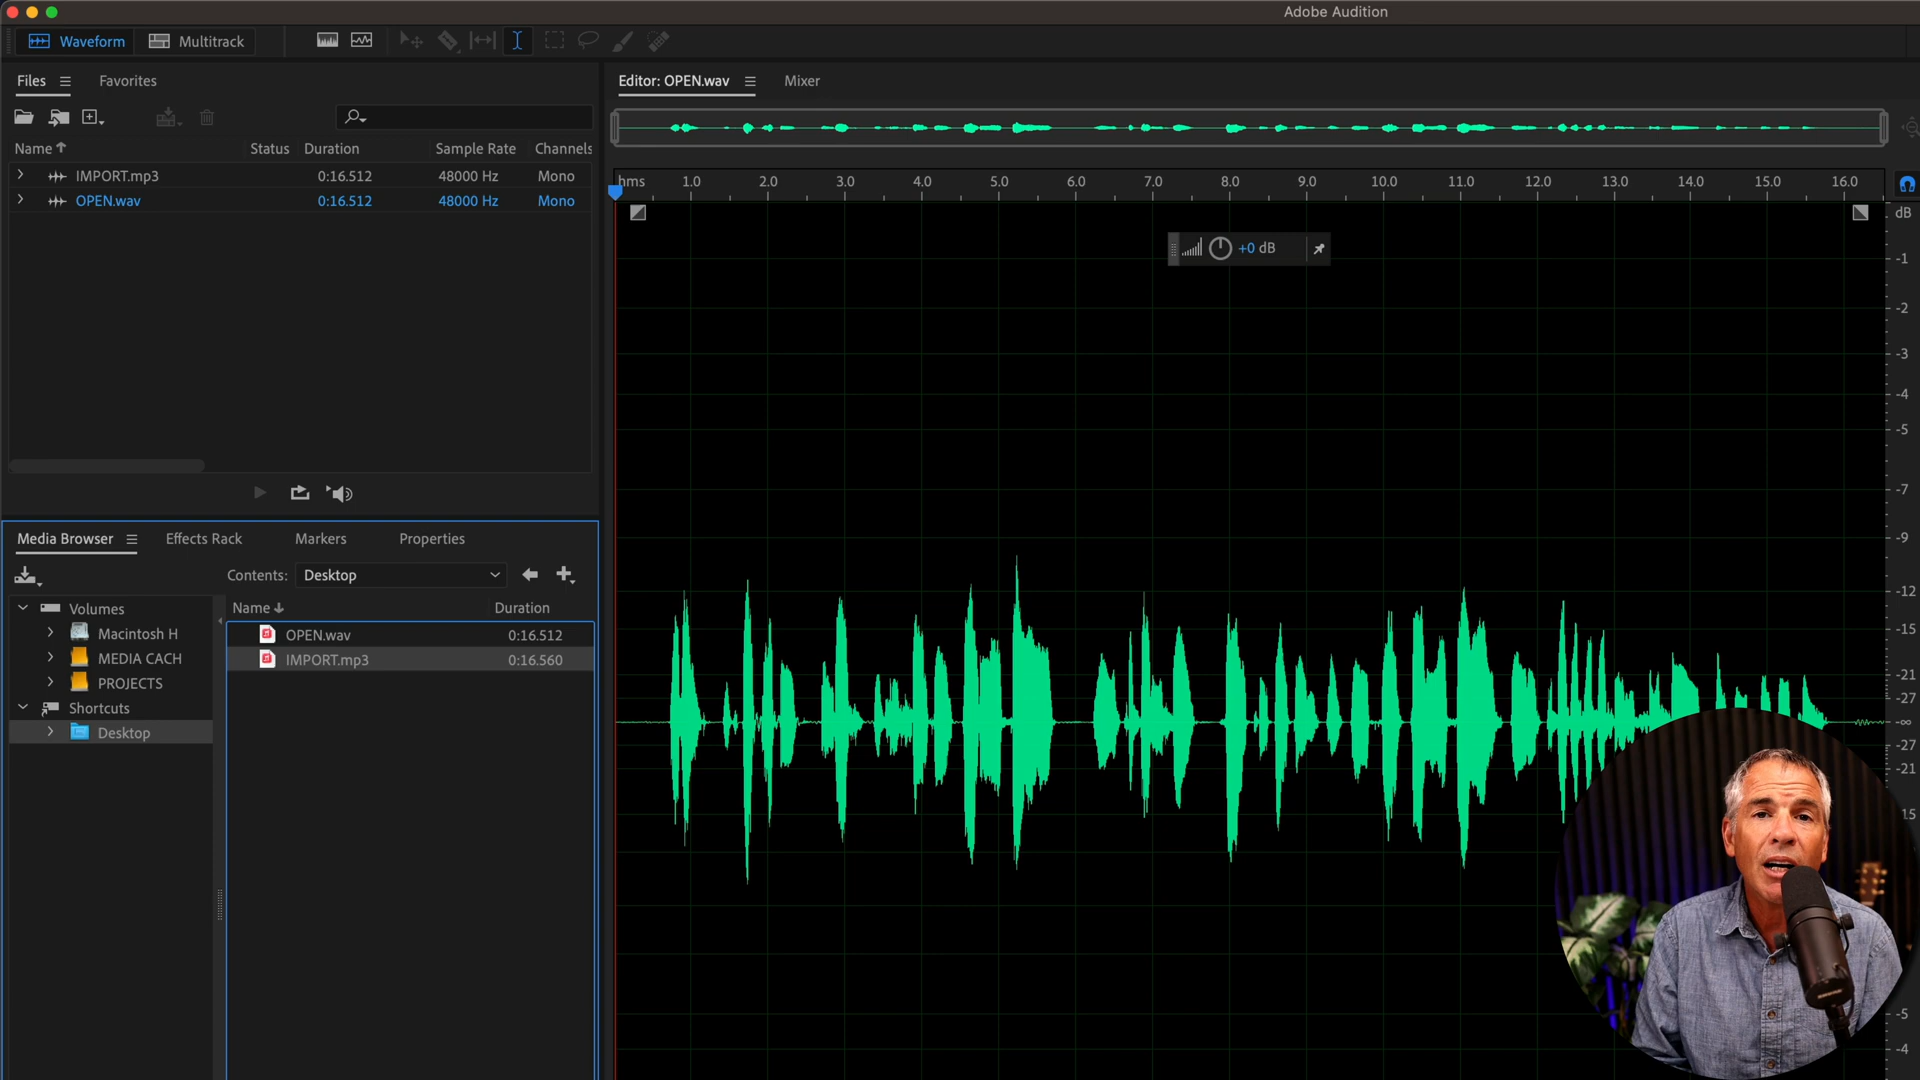 Adobe Audition
Waveform
Multitrack
Files
Favorites
Editor: OPEN.wav
Mixer
Name
Status
Duration
Sample Rate
Channels
IMPORT.mp3 0:16.512 48000 Hz Mono
OPEN.wav 0:16.512 48000 Hz Mono
hms 1.0 2.0 3.0 4.0 5.0 6.0 7.0 8.0 9.0 10.0 11.0 12.0 13.0 14.0 15.0 16.0
dB
+0 dB
-1
-2
-3
-4
-5
-7
-9
-12
-15
-21
-27
-∞
-27
-21
15
-5
-4
Media Browser
Effects Rack
Markers
Properties
Contents: Desktop
Volumes
Macintosh H
MEDIA CACH
PROJECTS
Shortcuts
Desktop
Name
Duration
OPEN.wav 0:16.512
IMPORT.mp3 0:16.560